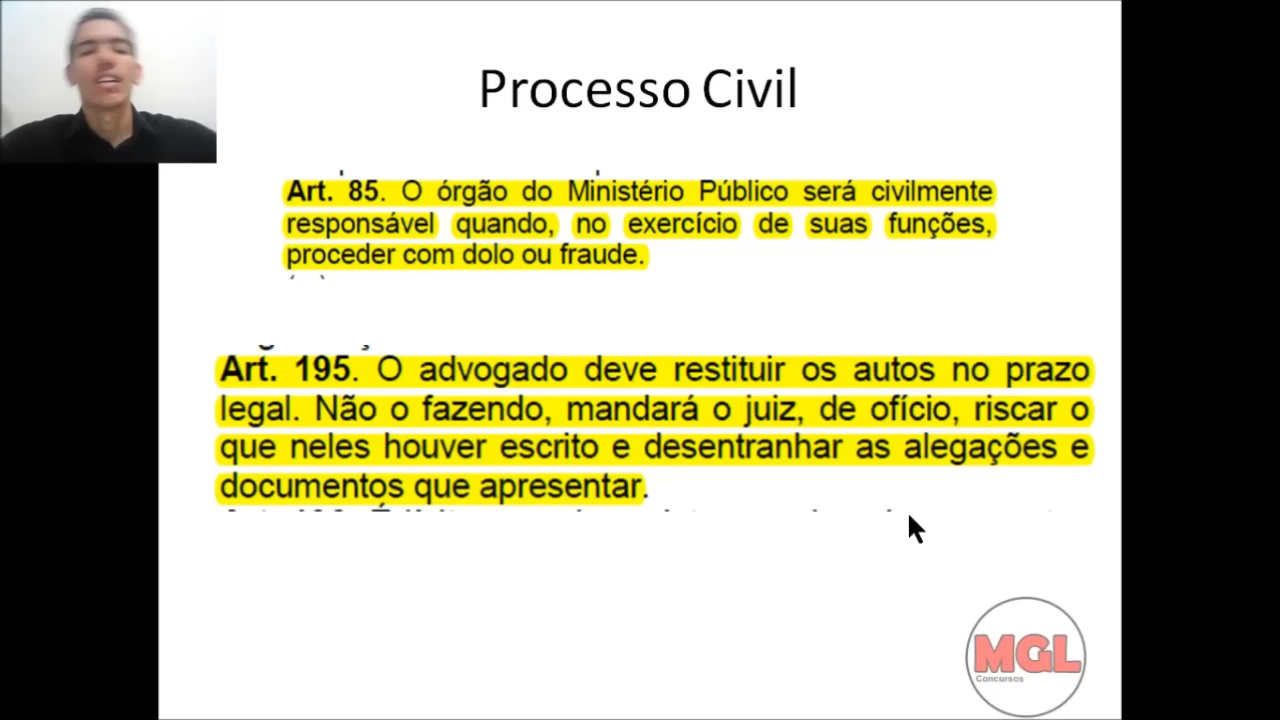 Processo Civil
Art. 85. O órgão do Ministério Público será civilmente
responsável quando, no exercício de suas funções,
proceder com dolo ou fraude.
Art. 195. O advogado deve restituir os autos no prazo
legal. Não o fazendo, mandará o juiz, de ofício, riscar o
que neles houver escrito e desentranhar as alegações e
documentos que apresentar.
MGL
Concursos